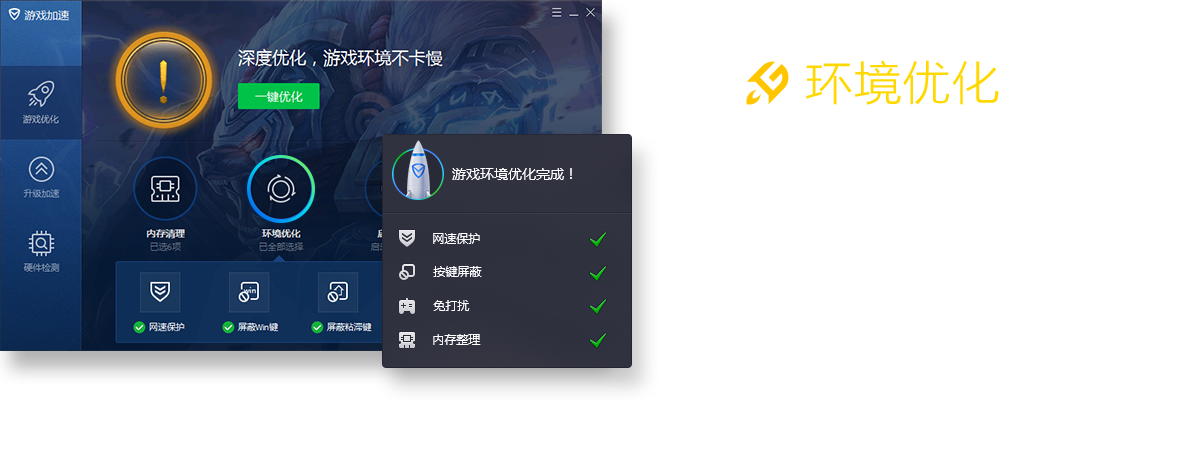 游戏加速
深度优化，游戏环境不卡慢
一键优化
游戏优化
升级加速
硬件检测
内存清理
已选6项
环境优化
已全部选择
网速保护
屏蔽Win键
屏蔽粘滞键
游戏环境优化完成！
网速保护
按键屏蔽
免打扰
内存整理
环境优化